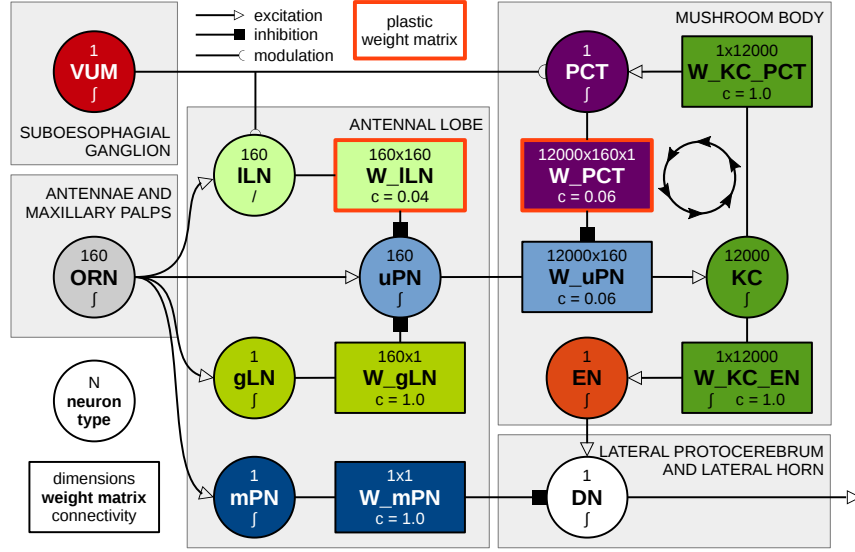 1
VUM
∫
SUBOESOPHAGIAL
GANGLION
excitation
inhibition
modulation
plastic
weight matrix
MUSHROOM BODY
1
PCT
∫
1x12000
W_KC_PCT
c = 1.0
ANTENNAE AND
MAXILLARY PALPS
160
ORN
∫
ANTENNAL LOBE
160
lLN
/
160x160
W_lLN
c = 0.04
12000x160x1
W_PCT
c = 0.06
160
uPN
∫
12000x160
W_uPN
c = 0.06
12000
KC
∫
1
gLN
∫
160x1
W_gLN
c = 1.0
1
EN
∫
1x12000
W_KC_EN
∫ c = 1.0
N
neuron
type
dimensions
weight matrix
connectivity
1
mPN
∫
1x1
W_mPN
c = 1.0
LATERAL PROTOCEREBRUM
AND LATERAL HORN
1
DN
∫